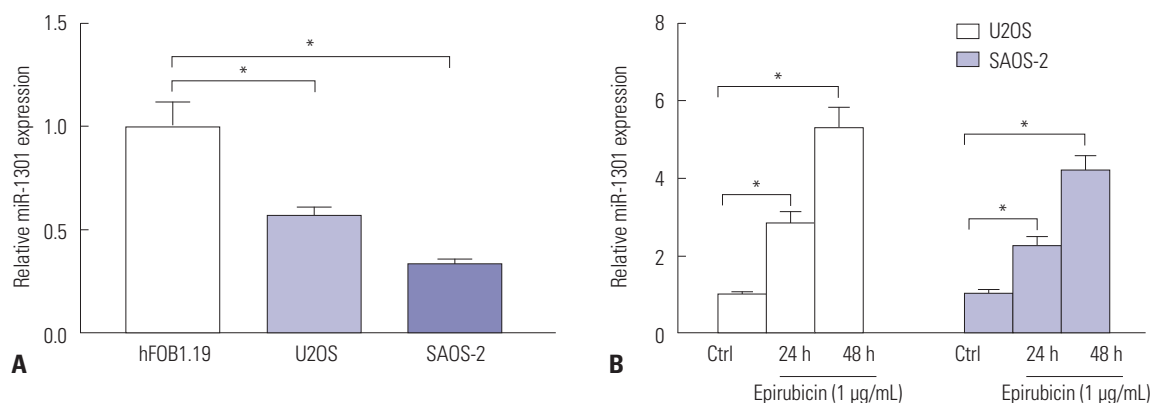 Relative miR-1301 expression
1.5
1.0
0.5
0.0
*
*
hFOB1.19 U2OS SAOS-2
A
Relative miR-1301 expression
8
6
4
2
0
U2OS
SAOS-2
*
*
*
*
Ctrl 24 h 48 h Ctrl 24 h 48 h
Epirubicin (1 μg/mL) Epirubicin (1 μg/mL)
B